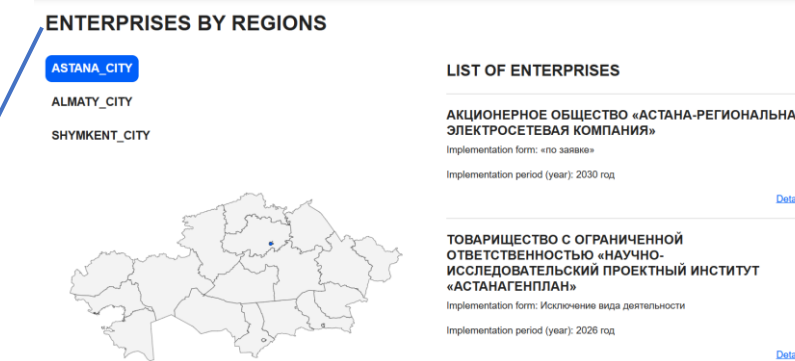 ENTERPRISES BY REGIONS
ASTANA_CITY
ALMATY_CITY
SHYMKENT_CITY
LIST OF ENTERPRISES
АКЦИОНЕРНОЕ ОБЩЕСТВО «АСТАНА-РЕГИОНАЛЬНА
ЭЛЕКТРОСЕТЕВАЯ КОМПАНИЯ»
Implementation form: «по заявке»
Implementation period (year): 2030 год
Deta
ТОВАРИЩЕСТВО С ОГРАНИЧЕННОЙ
ОТВЕТСТВЕННОСТЬЮ «НАУЧНО-
ИССЛЕДОВАТЕЛЬСКИЙ ПРОЕКТНЫЙ ИНСТИТУТ
«АСТАНАГЕНПЛАН»
Implementation form: Исключение вида деятельности
Implementation period (year): 2026 год
Deta